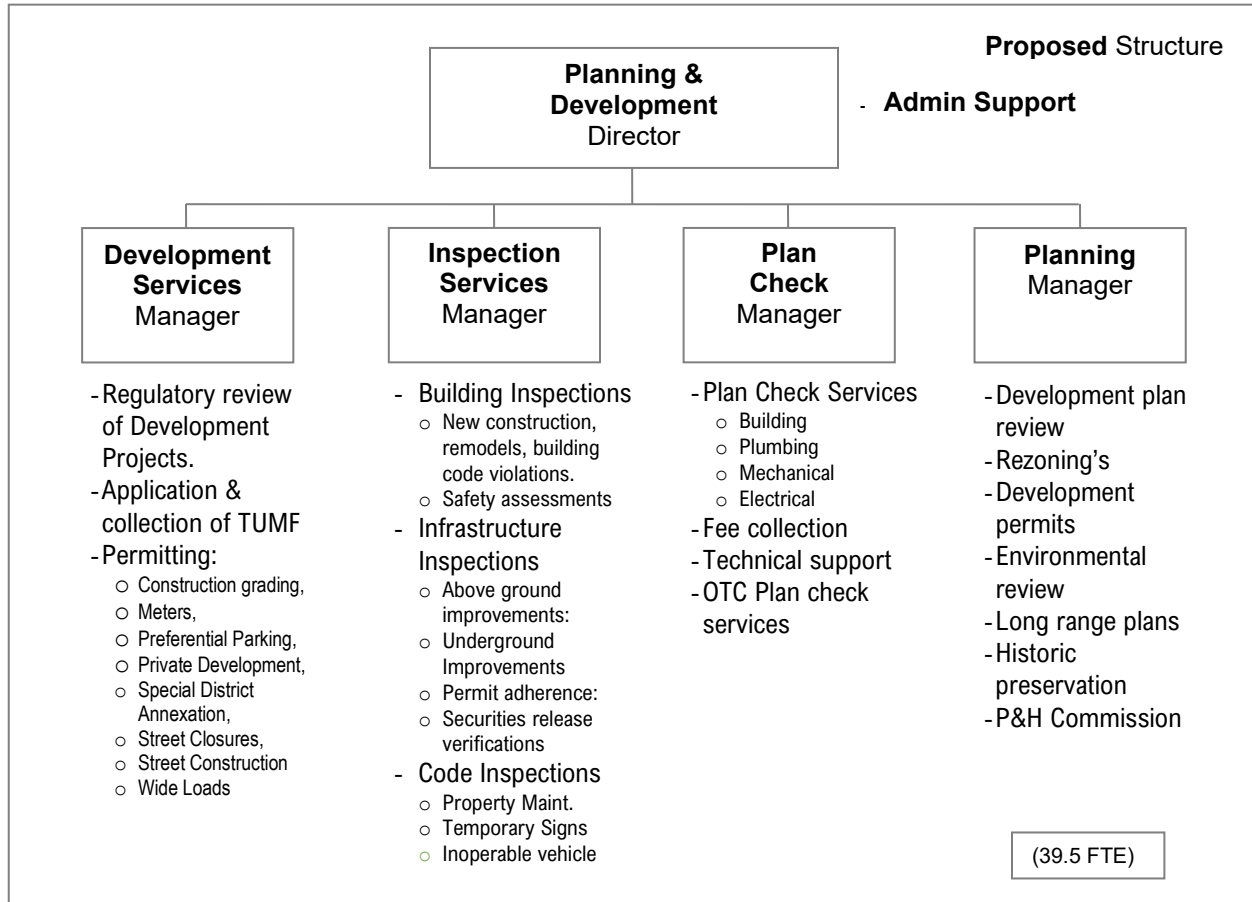 Proposed Structure
Planning &
Development
Director
- Admin Support
Development
Services
Manager
Inspection
Services
Manager
Plan
Check
Manager
Planning
Manager
-Regulatory review
of Development
Projects.
-Application &
collection of TUMF
-Permitting:
o Construction grading,
o Meters,
o Preferential Parking,
o Private Development,
o Special District
Annexation,
o Street Closures,
o Street Construction
o Wide Loads
- Building Inspections
o New construction,
remodels, building
code violations.
o Safety assessments
- Infrastructure
Inspections
o Above ground
improvements:
o Underground
Improvements
o Permit adherence:
o Securities release
verifications
- Code Inspections
o Property Maint.
o Temporary Signs
o Inoperable vehicle
-Plan Check Services
o Building
o Plumbing
o Mechanical
o Electrical
-Fee collection
-Technical support
-OTC Plan check
services
-Development plan
review
-Rezoning's
-Development
permits
-Environmental
review
-Long range plans
-Historic
preservation
-P&H Commission
(39.5 FTE)